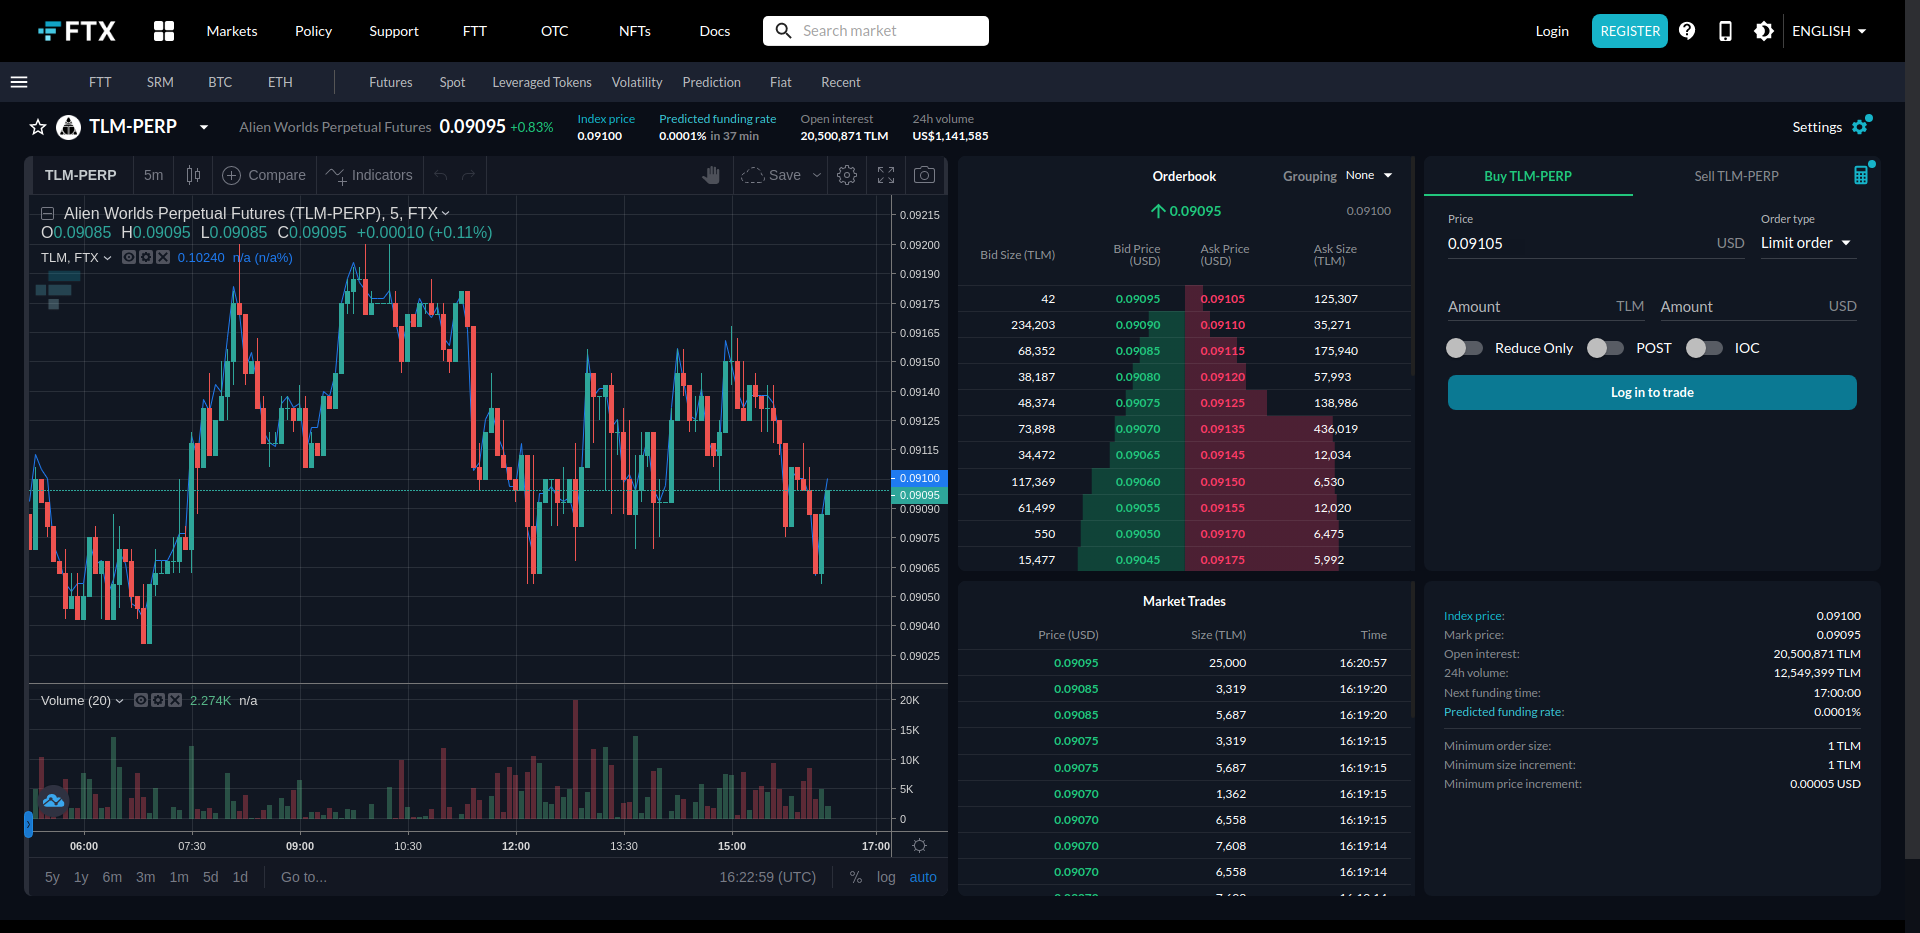 FTX
Markets Policy Support FTT OTC NFTs Docs Search market Login REGISTER ENGLISH
FTT SRM BTC ETH Futures Spot Leveraged Tokens Volatility Prediction Fiat Recent
TLM-PERP Alien Worlds Perpetual Futures 0.09095 +0.83%
Index price Predicted funding rate Open interest 24h volume
0.09100 0.0001% in 37 min 20,500,871 TLM US$1,141,585
Settings
TLM-PERP 5m Compare Indicators Save
Alien Worlds Perpetual Futures (TLM-PERP), 5, FTX
O0.09085 H0.09095 L0.09085 C0.09095 +0.00010 (+0.11%)
TLM, FTX 0.10240 n/a (n/a%)
0.09215
0.09200
0.09190
0.09175
0.09165
0.09150
0.09140
0.09125
0.09115
0.09100
0.09095
0.09090
0.09075
0.09065
0.09050
0.09040
0.09025
Volume (20) 2.274K n/a
20K
15K
10K
5K
0
06:00 07:30 09:00 10:30 12:00 13:30 15:00 17:00
5y 1y 6m 3m 1m 5d 1d Go to... 16:22:59 (UTC) % log auto
Orderbook Grouping None
0.09095 0.09100
Bid Size (TLM) Bid Price (USD) Ask Price (USD) Ask Size (TLM)
42 0.09095 0.09105 125,307
234,203 0.09090 0.09110 35,271
68,352 0.09085 0.09115 175,940
38,187 0.09080 0.09120 57,993
48,374 0.09075 0.09125 138,986
73,898 0.09070 0.09135 436,019
34,472 0.09065 0.09145 12,034
117,369 0.09060 0.09150 6,530
61,499 0.09055 0.09155 12,020
550 0.09050 0.09170 6,475
15,477 0.09045 0.09175 5,992
Market Trades
Price (USD) Size (TLM) Time
0.09095 25,000 16:20:57
0.09085 3,319 16:19:20
0.09085 5,687 16:19:20
0.09075 3,319 16:19:15
0.09075 5,687 16:19:15
0.09070 1,362 16:19:15
0.09070 6,558 16:19:15
0.09070 7,608 16:19:14
0.09070 6,558 16:19:14
Buy TLM-PERP Sell TLM-PERP
Price Order type
0.09105 USD Limit order
Amount TLM Amount USD
Reduce Only POST IOC
Log in to trade
Index price: 0.09100
Mark price: 0.09095
Open interest: 20,500,871 TLM
24h volume: 12,549,399 TLM
Next funding time: 17:00:00
Predicted funding rate: 0.0001%
Minimum order size: 1 TLM
Minimum size increment: 1 TLM
Minimum price increment: 0.00005 USD